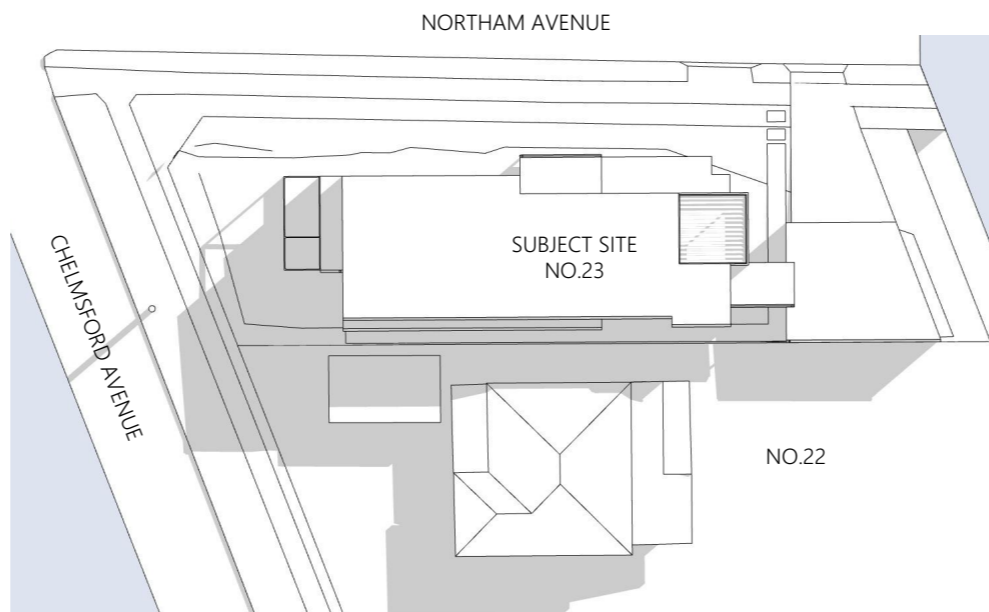 NORTHAM AVENUE
CHELMSFORD AVENUE
SUBJECT SITE
NO.23
NO.22